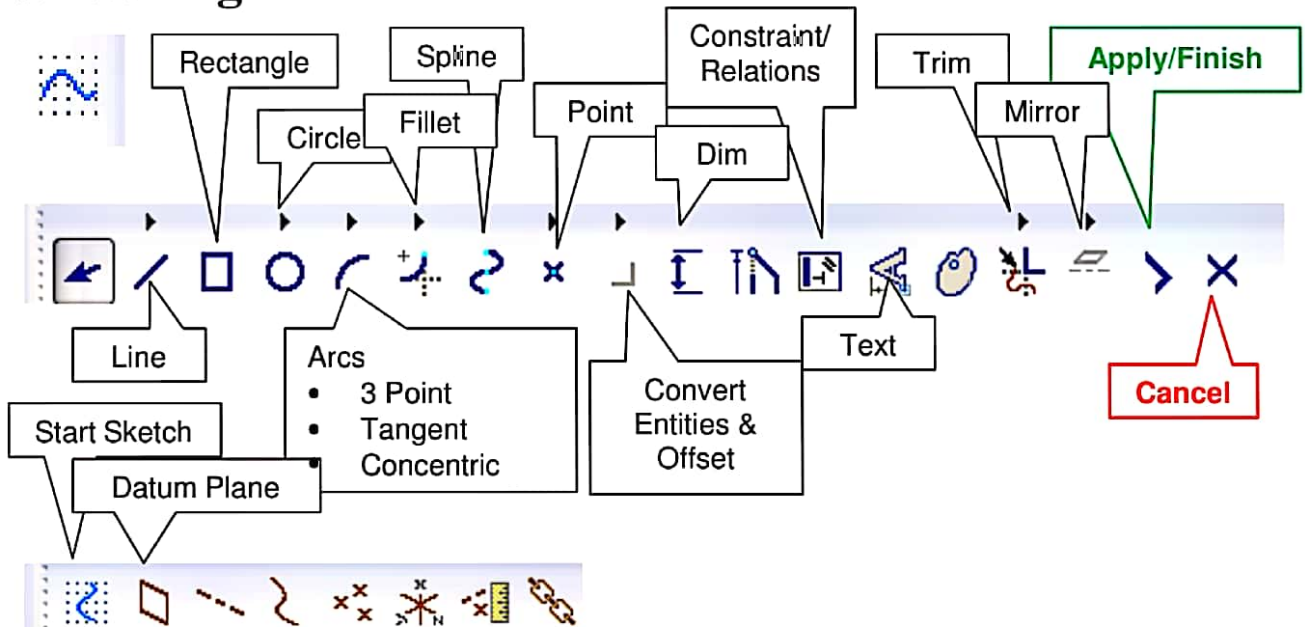 Rectangle
Spline
Constraint/
Relations
Trim
Apply/Finish
Circle
Fillet
Point
Dim
Mirror
Line
Arcs
• 3 Point
• Tangent
• Concentric
Convert
Entities &
Offset
Text
Cancel
Start Sketch
Datum Plane